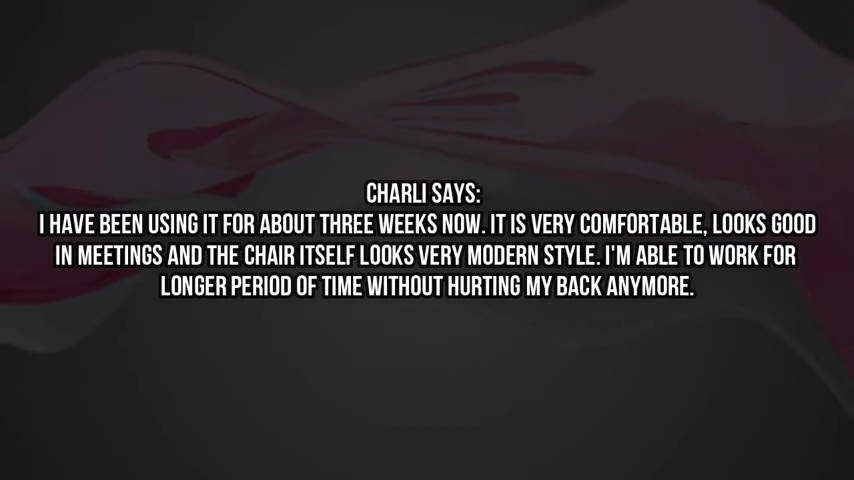 CHARLI SAYS:
I HAVE BEEN USING IT FOR ABOUT THREE WEEKS NOW. IT IS VERY COMFORTABLE, LOOKS GOOD
IN MEETINGS AND THE CHAIR ITSELF LOOKS VERY MODERN STYLE. I'M ABLE TO WORK FOR
LONGER PERIOD OF TIME WITHOUT HURTING MY BACK ANYMORE.